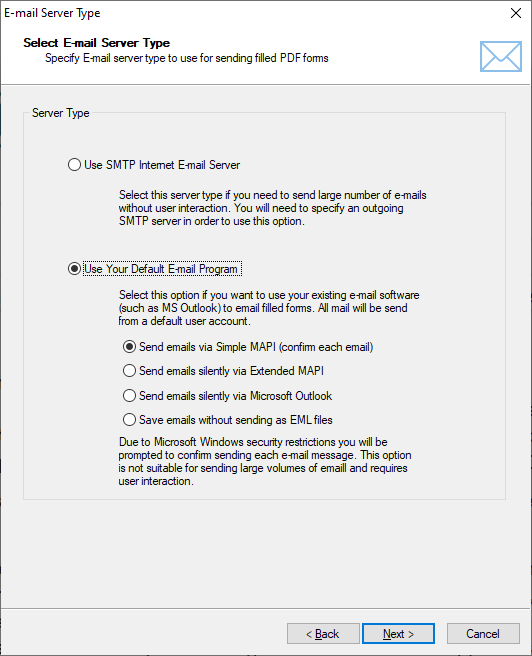 E-mail Server Type
Select E-mail Server Type
Specify E-mail server type to use for sending filled PDF forms
Server Type
Use SMTP Internet E-mail Server
Select this server type if you need to send large number of e-mails
without user interaction. You will need to specify an outgoing
SMTP server in order to use this option.
Use Your Default E-mail Program
Select this option if you want to use your existing e-mail software
(such as MS Outlook) to email filled forms. All mail will be send
from a default user account.
Send emails via Simple MAPI (confirm each email)
Send emails silently via Extended MAPI
Send emails silently via Microsoft Outlook
Save emails without sending as EML files
Due to Microsoft Windows security restrictions you will be
prompted to confirm sending each e-mail message. This option
is not suitable for sending large volumes of emaill and requires
user interaction.
< Back Next > Cancel